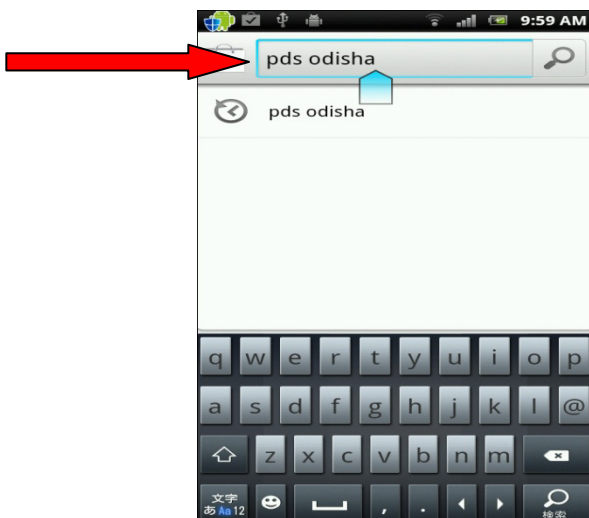 9:59 AM
pds odisha
pds odisha
q w e r t y u i o p
a s d f g h j k l @
z x c v b n m
文字
あ Aa 12 , . 検索